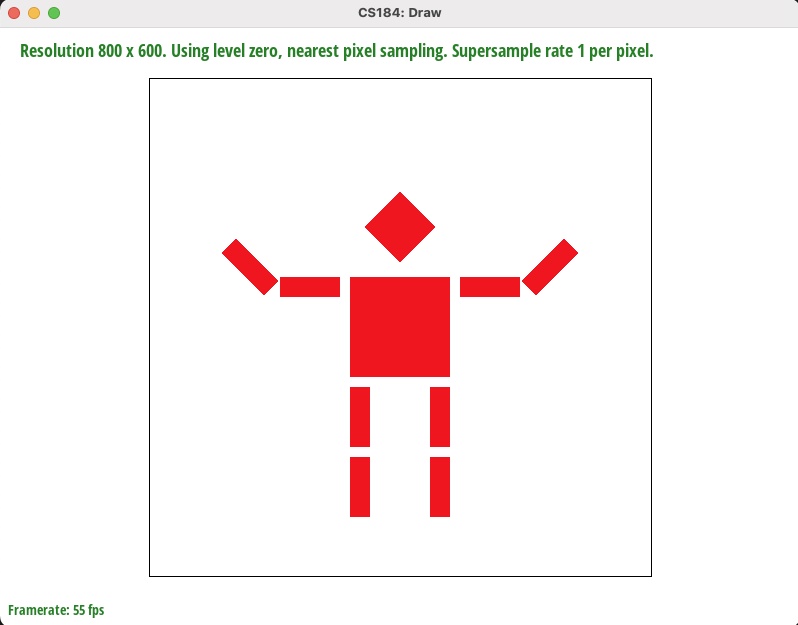 CS184: Draw
Resolution 800 x 600. Using level zero, nearest pixel sampling. Supersample rate 1 per pixel.
Framerate: 55 fps